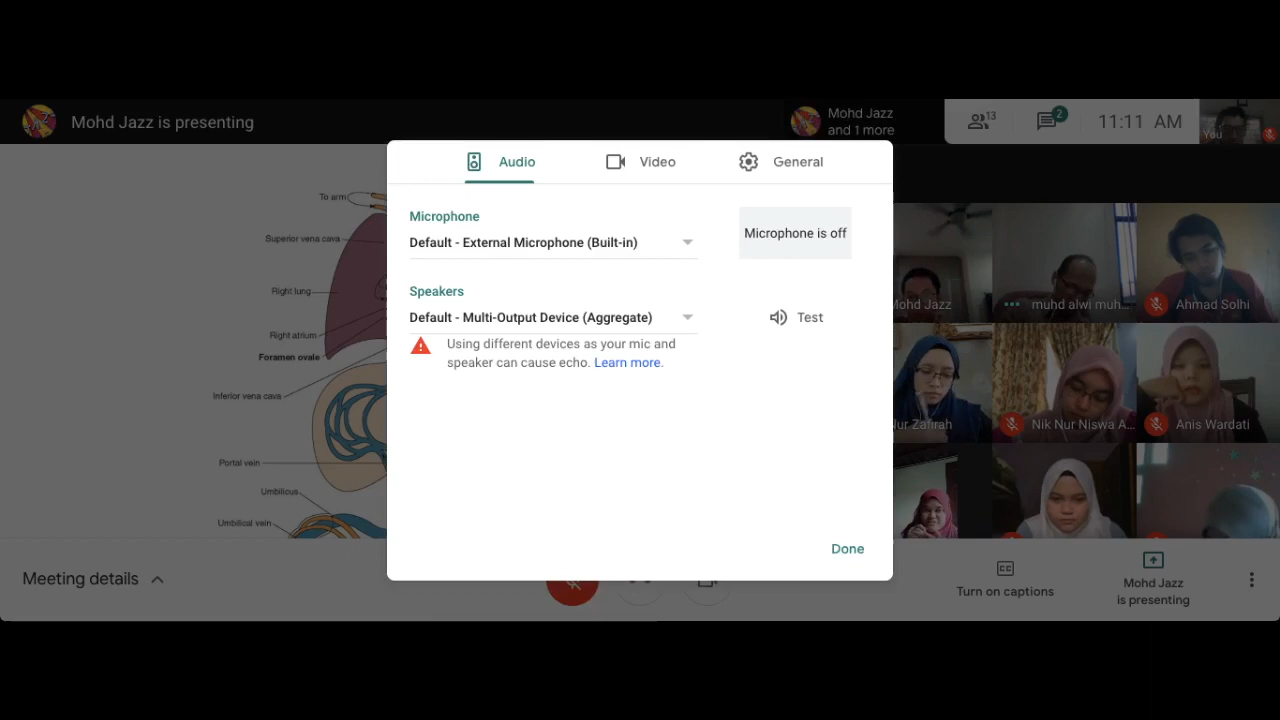 Mohd Jazz is presenting
Mohd Jazz
and 1 more
13
2
11:11 AM
You
Audio
Video
General
Microphone
Default - External Microphone (Built-in)
Microphone is off
Speakers
Default - Multi-Output Device (Aggregate)
Test
Using different devices as your mic and
speaker can cause echo. Learn more.
Done
To arm
Superior vena cava
Right lung
Right atrium
Foramen ovale
Inferior vena cava
Portal vein
Umbilicus
Umbilical vein
Mohd Jazz
muhd alwi muh...
Ahmad Solhi
Nur Zafirah
Nik Nur Niswa A...
Anis Wardati
Meeting details
CC
Turn on captions
Mohd Jazz
is presenting